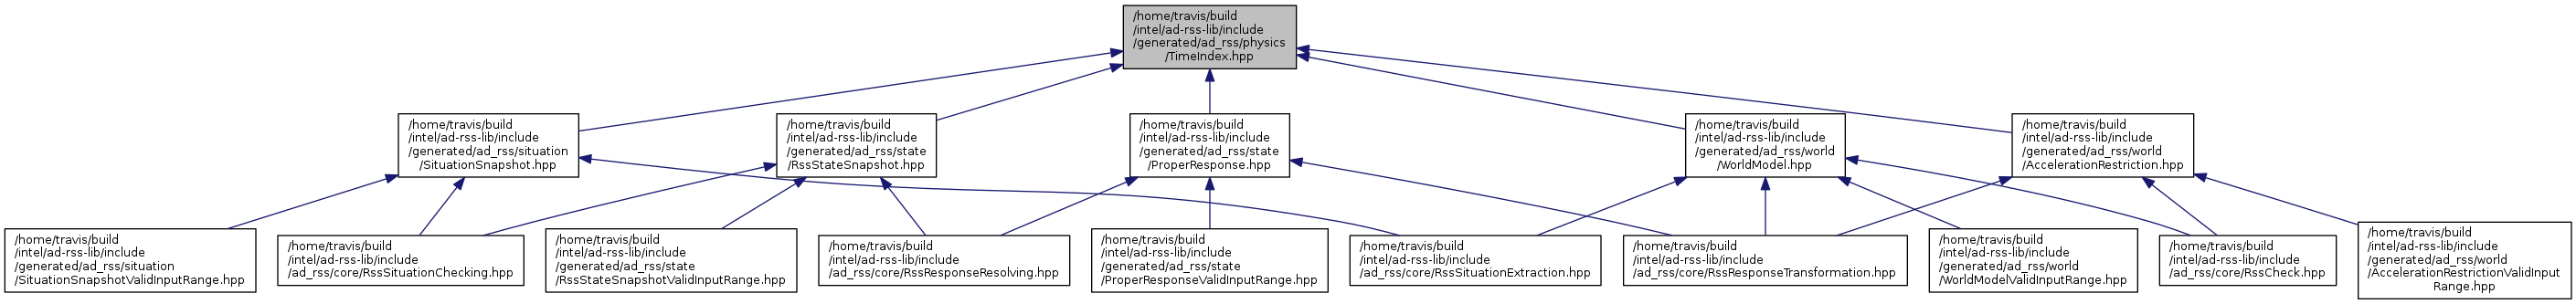 /home/travis/build
/intel/ad-rss-lib/include
/generated/ad_rss/physics
/TimeIndex.hpp
/home/travis/build
/intel/ad-rss-lib/include
/generated/ad_rss/situation
/SituationSnapshot.hpp
/home/travis/build
/intel/ad-rss-lib/include
/generated/ad_rss/state
/RssStateSnapshot.hpp
/home/travis/build
/intel/ad-rss-lib/include
/generated/ad_rss/state
/ProperResponse.hpp
/home/travis/build
/intel/ad-rss-lib/include
/generated/ad_rss/world
/WorldModel.hpp
/home/travis/build
/intel/ad-rss-lib/include
/generated/ad_rss/world
/AccelerationRestriction.hpp
/home/travis/build
/intel/ad-rss-lib/include
/generated/ad_rss/situation
/SituationSnapshotValidInputRange.hpp
/home/travis/build
/intel/ad-rss-lib/include
/ad_rss/core/RssSituationChecking.hpp
/home/travis/build
/intel/ad-rss-lib/include
/generated/ad_rss/state
/RssStateSnapshotValidInputRange.hpp
/home/travis/build
/intel/ad-rss-lib/include
/ad_rss/core/RssResponseResolving.hpp
/home/travis/build
/intel/ad-rss-lib/include
/generated/ad_rss/state
/ProperResponseValidInputRange.hpp
/home/travis/build
/intel/ad-rss-lib/include
/ad_rss/core/RssSituationExtraction.hpp
/home/travis/build
/intel/ad-rss-lib/include
/ad_rss/core/RssResponseTransformation.hpp
/home/travis/build
/intel/ad-rss-lib/include
/generated/ad_rss/world
/WorldModelValidInputRange.hpp
/home/travis/build
/intel/ad-rss-lib/include
/ad_rss/core/RssCheck.hpp
/home/travis/build
/intel/ad-rss-lib/include
/generated/ad_rss/world
/AccelerationRestrictionValidInput
Range.hpp